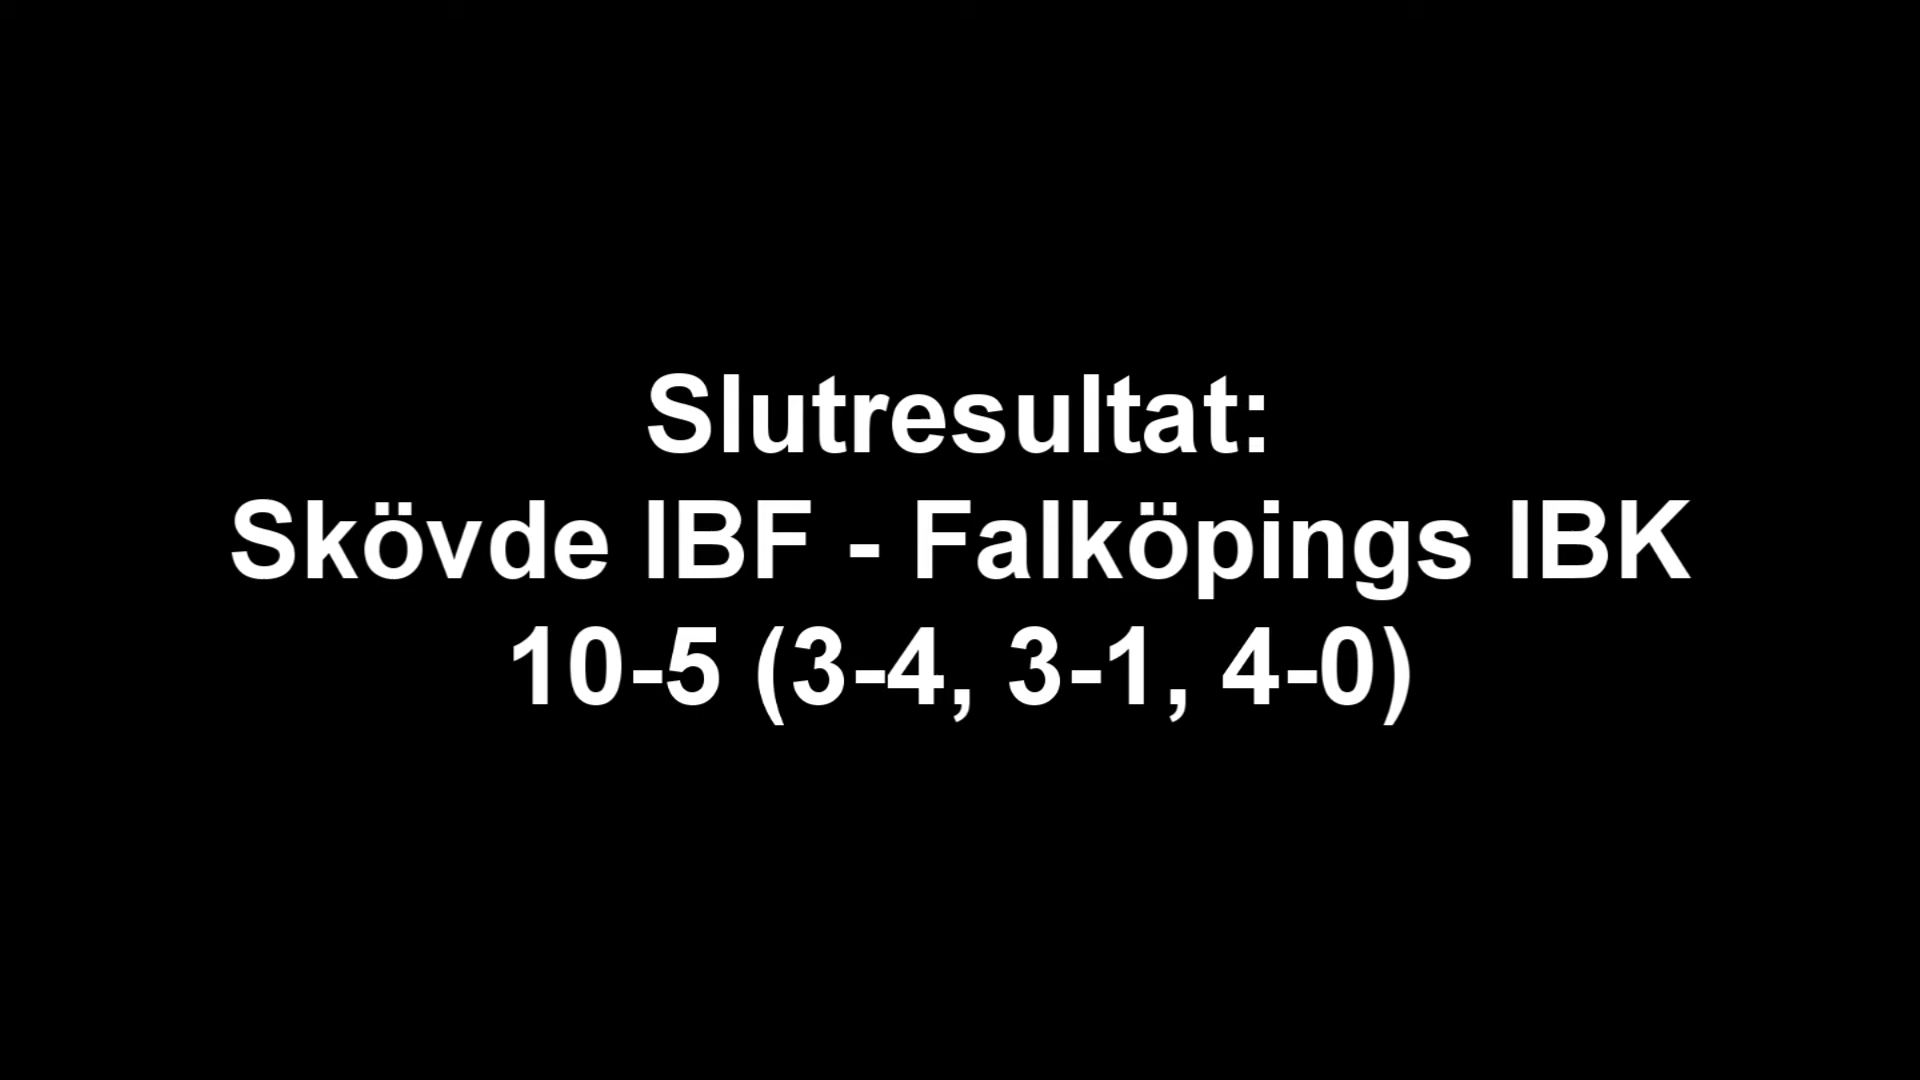 Slutresultat:
Skövde IBF - Falköpings IBK
10-5 (3-4, 3-1, 4-0)